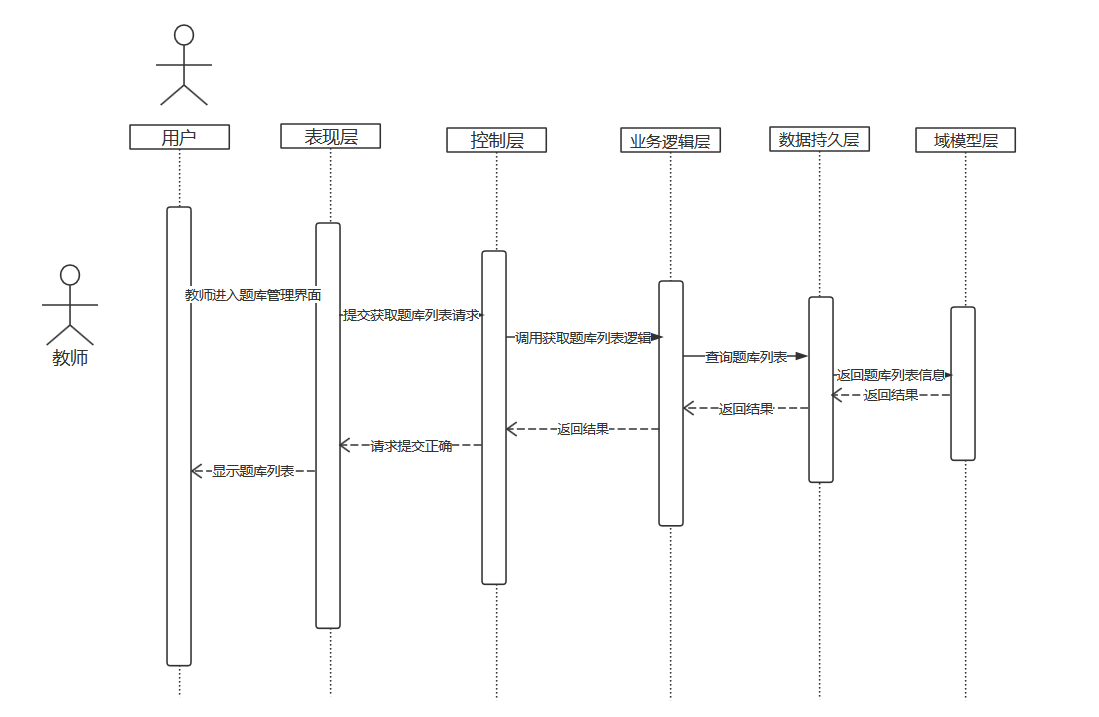 用户
表现层
控制层
业务逻辑层
数据持久层
域模型层
教师
教师进入题库管理界面
提交获取题库列表请求
调用获取题库列表逻辑
查询题库列表
返回题库列表信息
返回结果
返回结果
返回结果
请求提交正确
显示题库列表